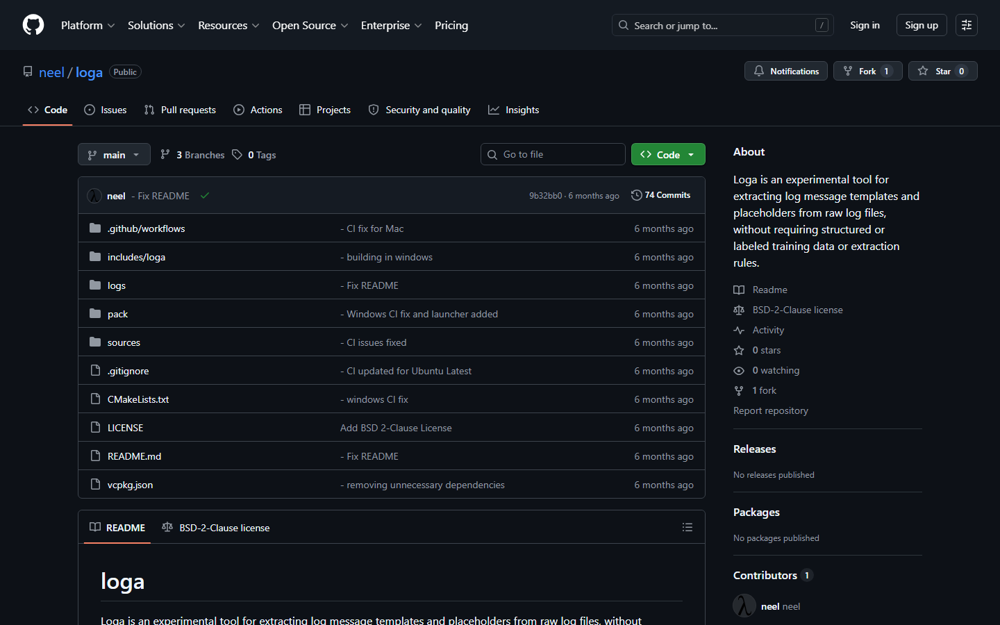 Platform Solutions Resources Open Source Enterprise Pricing Search or jump to... / Sign in Sign up
neel / loga Public Notifications Fork 1 Star 0
Code Issues Pull requests Actions Projects Security and quality Insights
main 3 Branches 0 Tags Go to file Code
neel - Fix README 9b32bb0 · 6 months ago 74 Commits
.github/workflows - CI fix for Mac 6 months ago
includes/loga - building in windows 6 months ago
logs - Fix README 6 months ago
pack - Windows CI fix and launcher added 6 months ago
sources - CI issues fixed 6 months ago
.gitignore - CI updated for Ubuntu Latest 6 months ago
CMakeLists.txt - windows CI fix 6 months ago
LICENSE Add BSD 2-Clause License 6 months ago
README.md - Fix README 6 months ago
vcpkg.json - removing unnecessary dependencies 6 months ago
README BSD-2-Clause license
loga
Loga is an experimental tool for extracting log message templates and placeholders from raw log files, without
About
Loga is an experimental tool for
extracting log message templates and
placeholders from raw log files,
without requiring structured or
labeled training data or extraction
rules.
Readme
BSD-2-Clause license
Activity
0 stars
0 watching
1 fork
Report repository
Releases
No releases published
Packages
No packages published
Contributors 1
neel neel